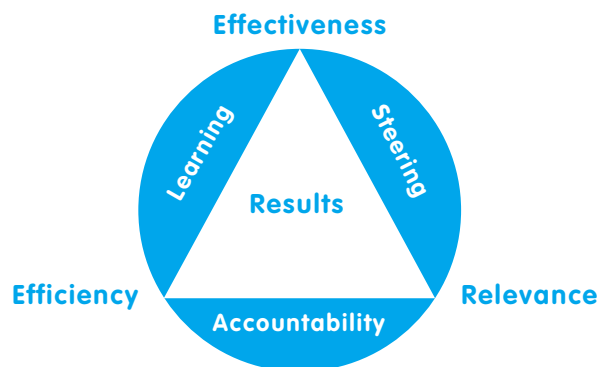 Effectiveness
Learning
Steering
Results
Efficiency
Relevance
Accountability